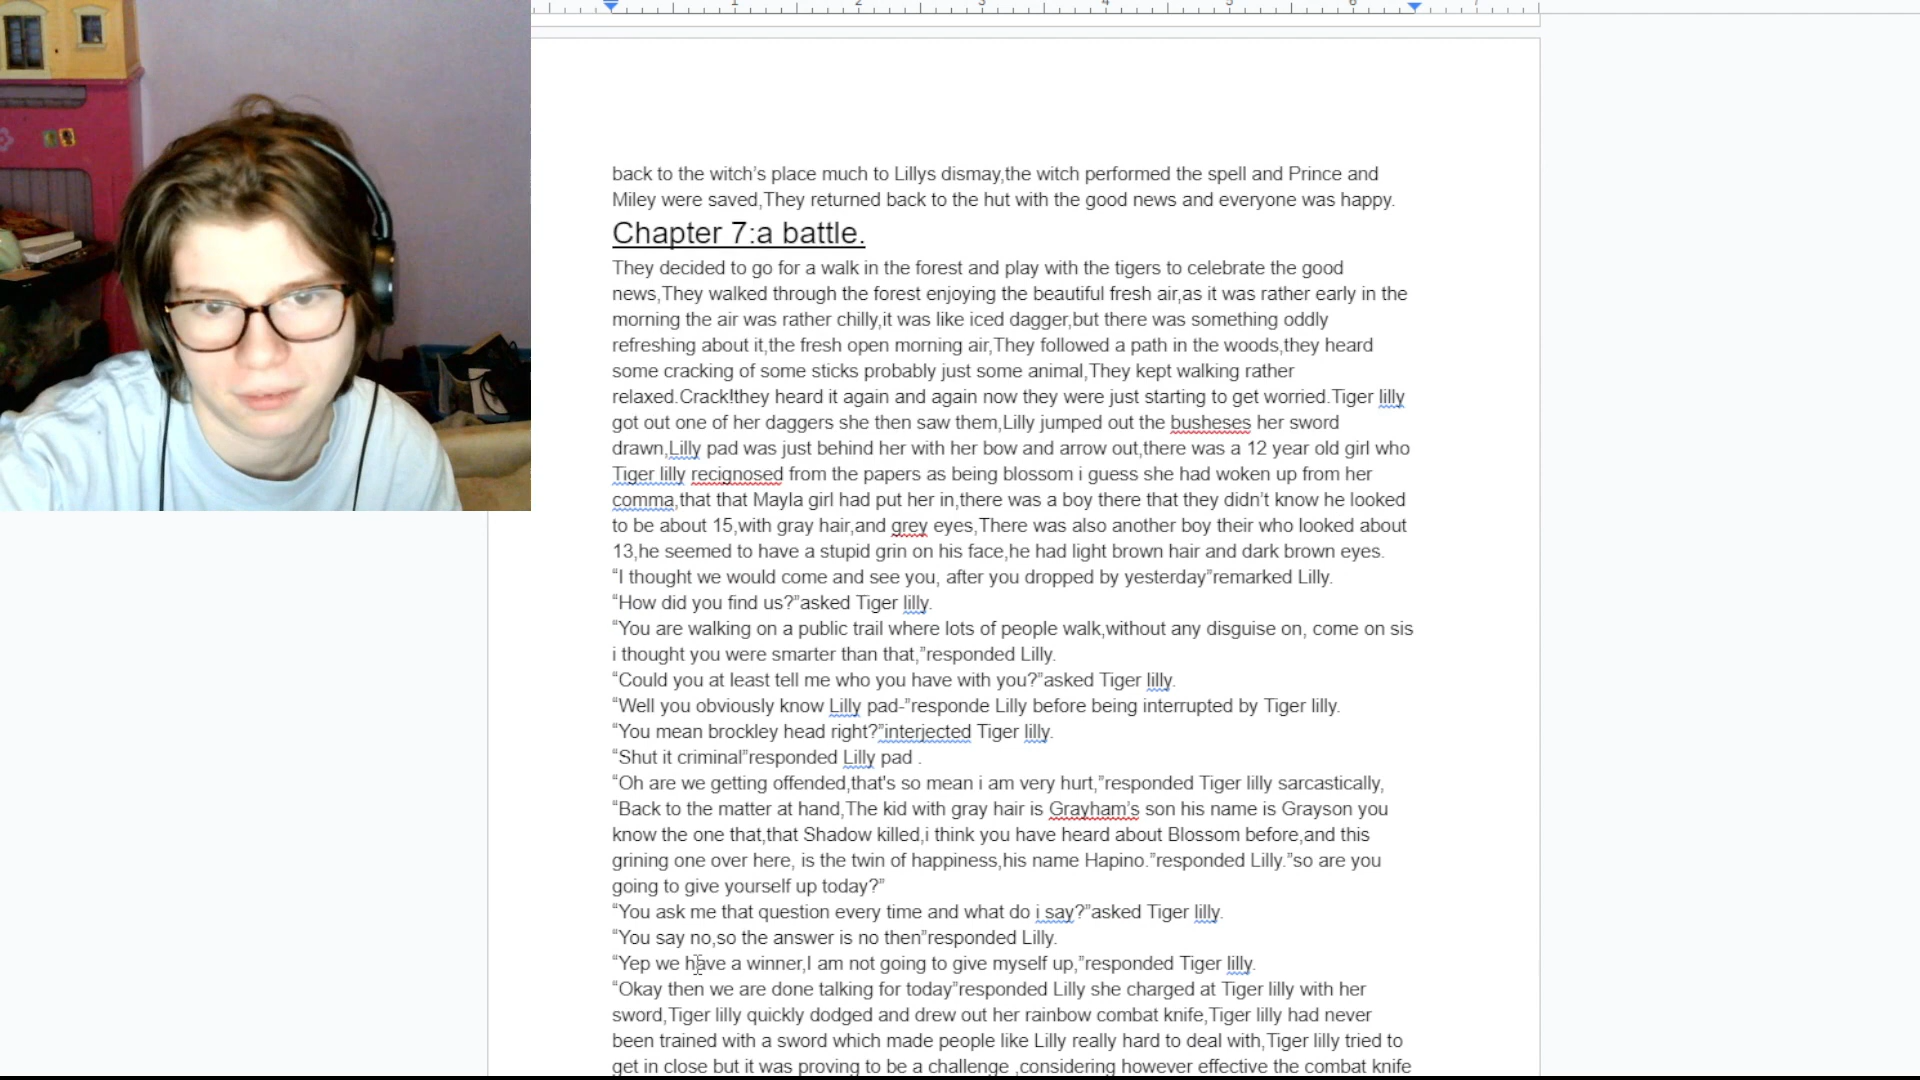 1 2 3 4 5 6 7
back to the witch’s place much to Lillys dismay,the witch performed the spell and Prince and
Miley were saved,They returned back to the hut with the good news and everyone was happy.
Chapter 7:a battle.
They decided to go for a walk in the forest and play with the tigers to celebrate the good
news,They walked through the forest enjoying the beautiful fresh air,as it was rather early in the
morning the air was rather chilly,it was like iced dagger,but there was something oddly
refreshing about it,the fresh open morning air,They followed a path in the woods,they heard
some cracking of some sticks probably just some animal,They kept walking rather
relaxed.Crack!they heard it again and again now they were just starting to get worried.Tiger lilly
got out one of her daggers she then saw them,Lilly jumped out the busheses her sword
drawn,Lilly pad was just behind her with her bow and arrow out,there was a 12 year old girl who
Tiger lilly recignosed from the papers as being blossom i guess she had woken up from her
comma,that that Mayla girl had put her in,there was a boy there that they didn’t know he looked
to be about 15,with gray hair,and grey eyes,There was also another boy their who looked about
13,he seemed to have a stupid grin on his face,he had light brown hair and dark brown eyes.
“I thought we would come and see you, after you dropped by yesterday”remarked Lilly.
“How did you find us?”asked Tiger lilly.
“You are walking on a public trail where lots of people walk,without any disguise on, come on sis
i thought you were smarter than that,”responded Lilly.
“Could you at least tell me who you have with you?”asked Tiger lilly.
“Well you obviously know Lilly pad-”responde Lilly before being interrupted by Tiger lilly.
“You mean brockley head right?”interjected Tiger lilly.
“Shut it criminal”responded Lilly pad .
“Oh are we getting offended,that's so mean i am very hurt,”responded Tiger lilly sarcastically,
“Back to the matter at hand,The kid with gray hair is Grayham’s son his name is Grayson you
know the one that,that Shadow killed,i think you have heard about Blossom before,and this
grining one over here, is the twin of happiness,his name Hapino.”responded Lilly.”so are you
going to give yourself up today?”
“You ask me that question every time and what do i say?”asked Tiger lilly.
“You say no,so the answer is no then”responded Lilly.
“Yep we have a winner,I am not going to give myself up,”responded Tiger lilly.
“Okay then we are done talking for today”responded Lilly she charged at Tiger lilly with her
sword,Tiger lilly quickly dodged and drew out her rainbow combat knife,Tiger lilly had never
been trained with a sword which made people like Lilly really hard to deal with,Tiger lilly tried to
get in close but it was proving to be a challenge ,considering however effective the combat knife